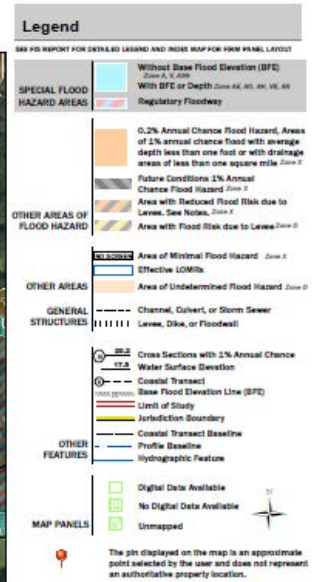 Legend
SEE FIS REPORT FOR DETAILED LEGEND AND INDEX MAP FOR FIRM PANEL LAYOUT
SPECIAL FLOOD
HAZARD AREAS
Without Base Flood Elevation (BFE)
Zone A, V, A99
With BFE or Depth Zone AE, AO, AH, VE, AR
Regulatory Floodway
OTHER AREAS OF
FLOOD HAZARD
0.2% Annual Chance Flood Hazard, Areas
of 1% annual chance flood with average
depth less than one foot or with drainage
areas of less than one square mile Zone X
Future Conditions 1% Annual
Chance Flood Hazard Zone X
Area with Reduced Flood Risk due to
Levee. See Notes. Zone X
Area with Flood Risk due to Levee Zone D
OTHER AREAS
NO SCREEN Area of Minimal Flood Hazard Zone X
Effective LOMRs
Area of Undetermined Flood Hazard Zone D
GENERAL
STRUCTURES
Channel, Culvert, or Storm Sewer
Levee, Dike, or Floodwall
OTHER
FEATURES
20.2 Cross Sections with 1% Annual Chance
17.5 Water Surface Elevation
Coastal Transect
Base Flood Elevation Line (BFE)
Limit of Study
Jurisdiction Boundary
Coastal Transect Baseline
Profile Baseline
Hydrographic Feature
MAP PANELS
Digital Data Available
No Digital Data Available
Unmapped
The pin displayed on the map is an approximate
point selected by the user and does not represent
an authoritative property location.